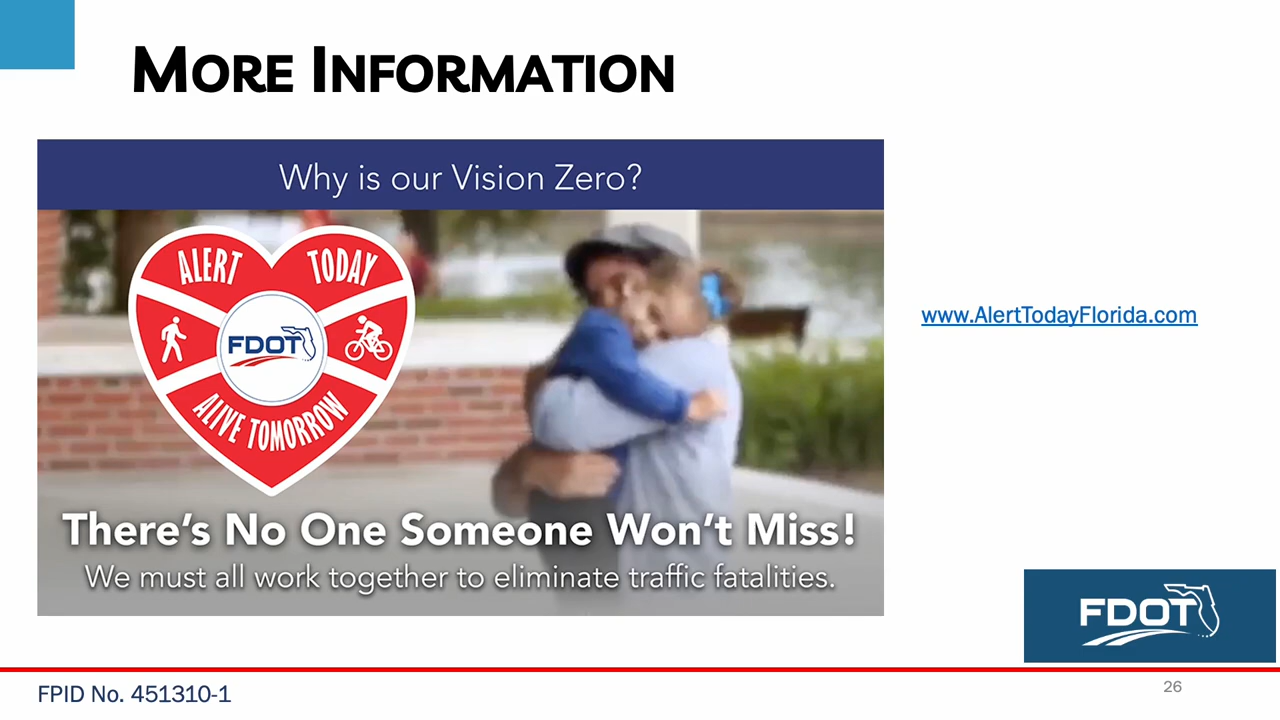 MORE INFORMATION
Why is our Vision Zero?
ALERT TODAY
FDOT
ALIVE TOMORROW
www.AlertTodayFlorida.com
There's No One Someone Won't Miss!
We must all work together to eliminate traffic fatalities.
FDOT
FPID No. 451310-1
26